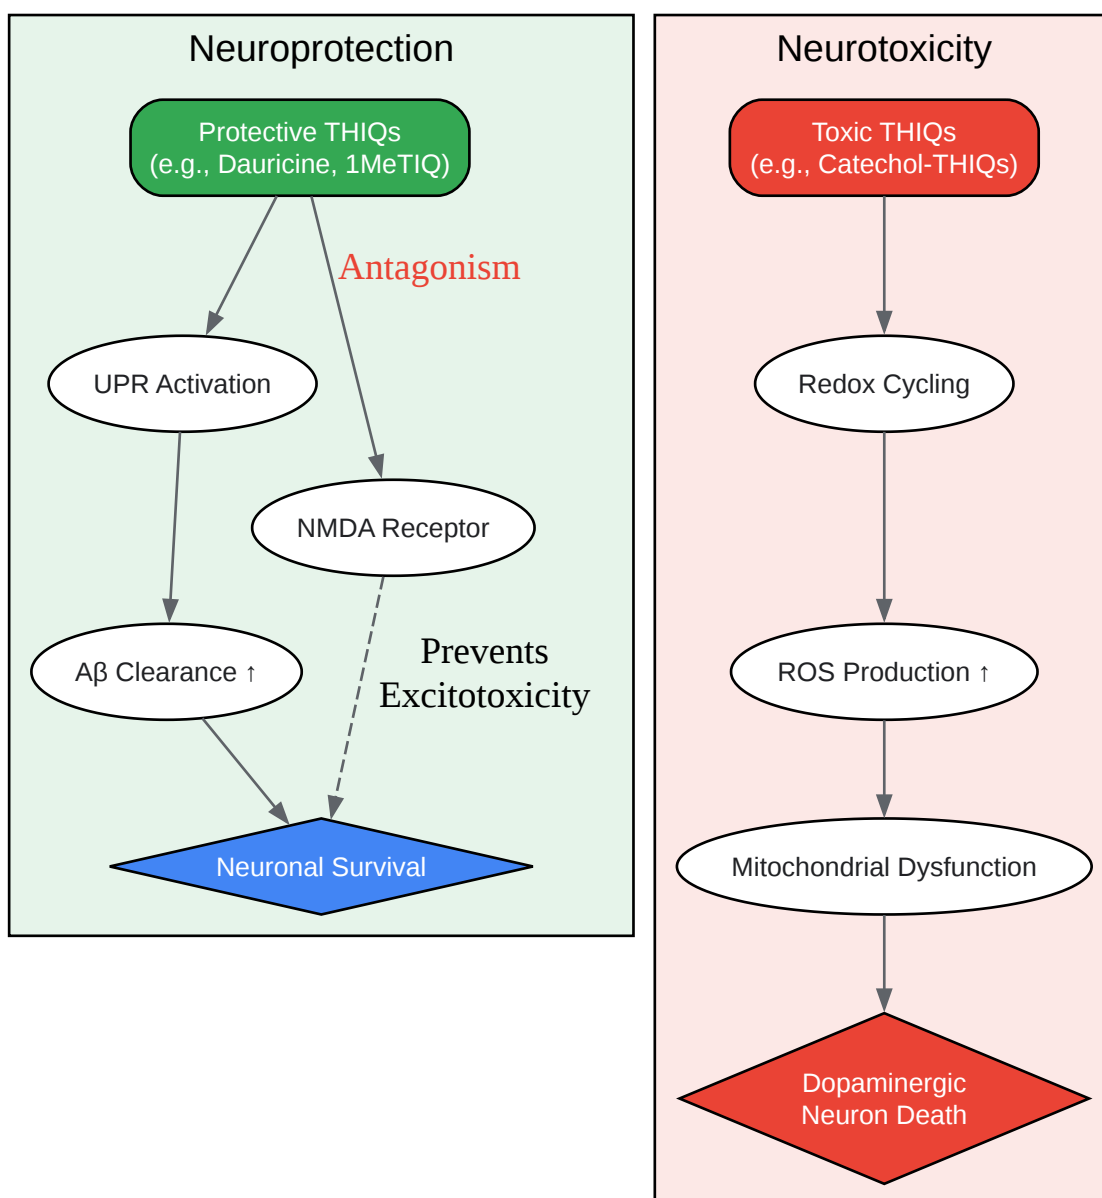 Neuroprotection
Protective THIQs
(e.g., Dauricine, 1MeTIQ)
Antagonism
UPR Activation
NMDA Receptor
Prevents
Excitotoxicity
Aβ Clearance ↑
Neuronal Survival
Neurotoxicity
Toxic THIQs
(e.g., Catechol-THIQs)
Redox Cycling
ROS Production ↑
Mitochondrial Dysfunction
Dopaminergic
Neuron Death